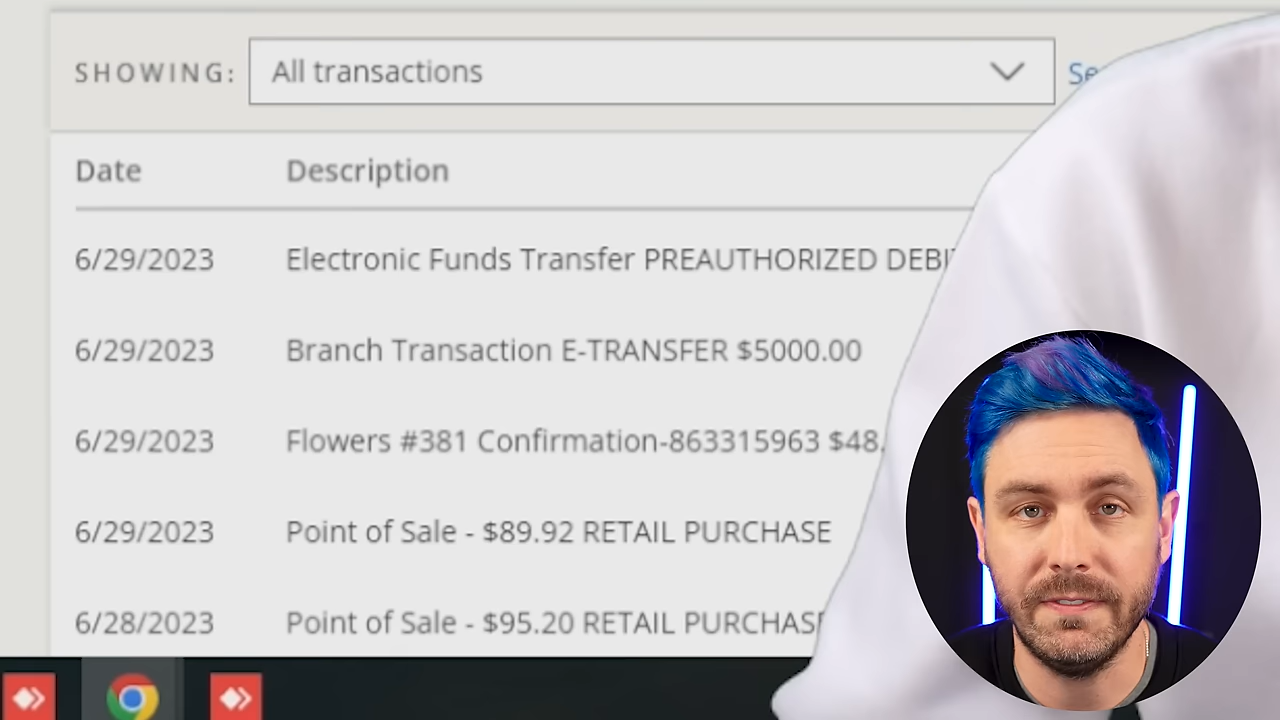 SHOWING: All transactions
Date Description
6/29/2023 Electronic Funds Transfer PREAUTHORIZED
6/29/2023 Branch Transaction E-TRANSFER $5000.00
6/29/2023 Flowers #381 Confirmation-863315963 $48.
6/29/2023 Point of Sale - $89.92 RETAIL PURCHASE
6/28/2023 Point of Sale - $95.20 RETAIL PURCHASE